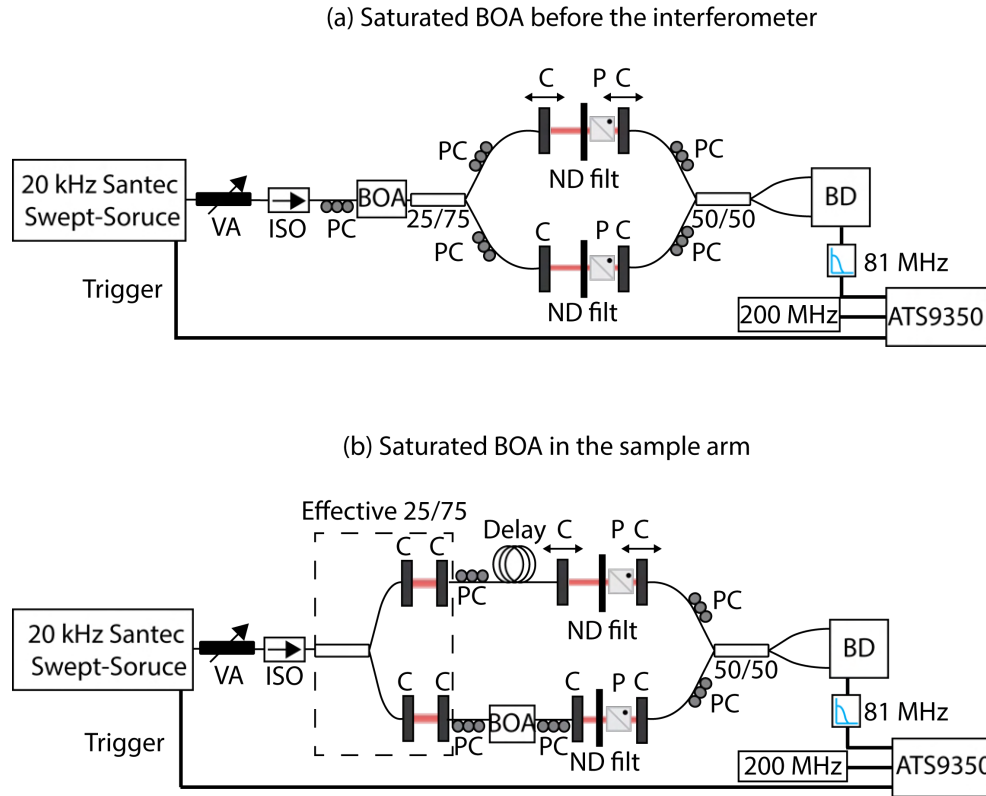 (a) Saturated BOA before the interferometer
C P C
PC PC
ND filt
20 kHz Santec
Swept-Soruce
VA ISO PC BOA 25/75 50/50 BD
PC C P C PC
ND filt
81 MHz
Trigger
200 MHz ATS9350
(b) Saturated BOA in the sample arm
Effective 25/75
C C Delay C P C
PC PC
ND filt
20 kHz Santec
Swept-Soruce
VA ISO 50/50 BD
C C C P C PC
PC BOA PC
ND filt
81 MHz
Trigger
200 MHz ATS9350